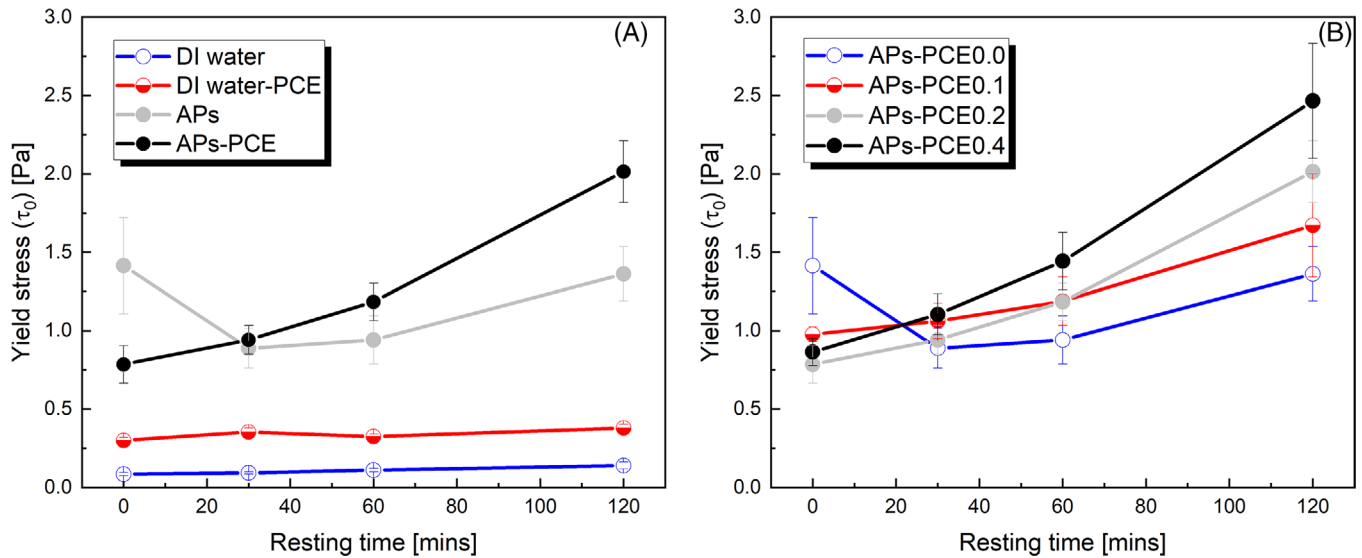 (A)
DI water
DI water-PCE
APs
APs-PCE
Yield stress (τ0) [Pa]
3.0
2.5
2.0
1.5
1.0
0.5
0.0
0 20 40 60 80 100 120
Resting time [mins]
(B)
APs-PCE0.0
APs-PCE0.1
APs-PCE0.2
APs-PCE0.4
Yield stress (τ0) [Pa]
3.0
2.5
2.0
1.5
1.0
0.5
0.0
0 20 40 60 80 100 120
Resting time [mins]